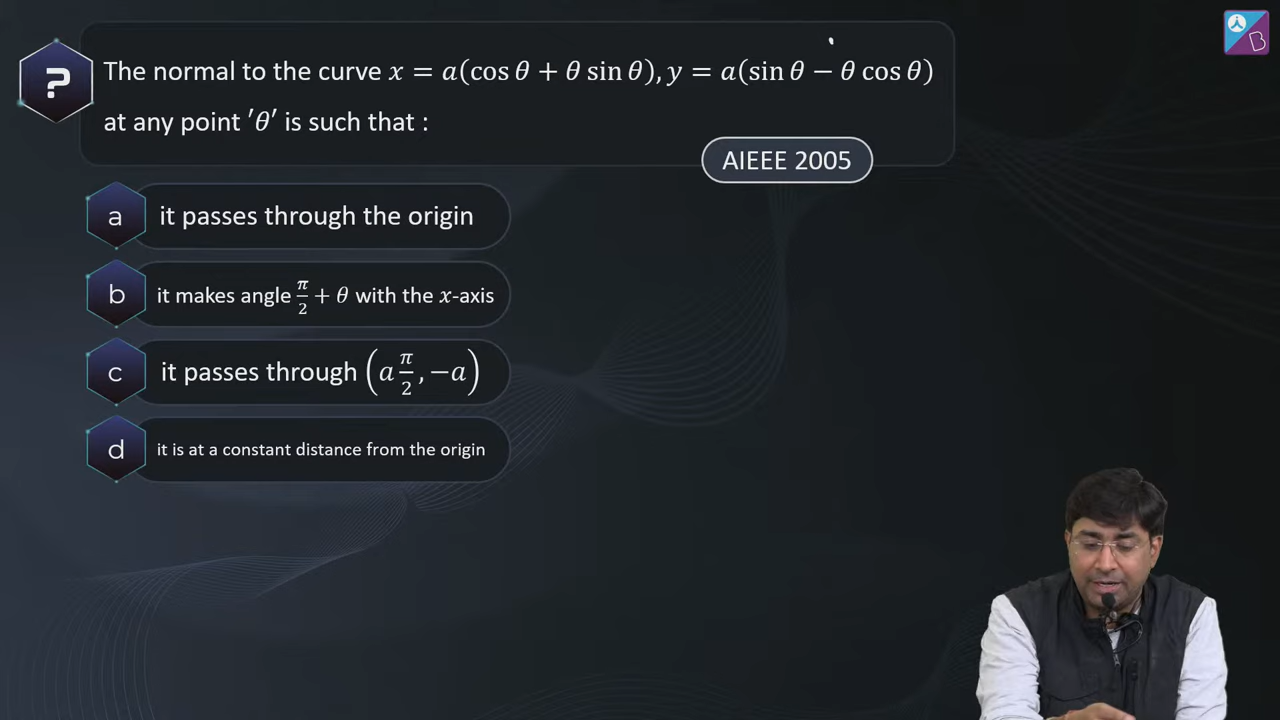 ?
The normal to the curve x = a(cos θ + θ sin θ), y = a(sin θ − θ cos θ)
at any point ′θ′ is such that :
AIEEE 2005
a it passes through the origin
b it makes angle π/2 + θ with the x-axis
c it passes through (a π/2, −a)
d it is at a constant distance from the origin
B